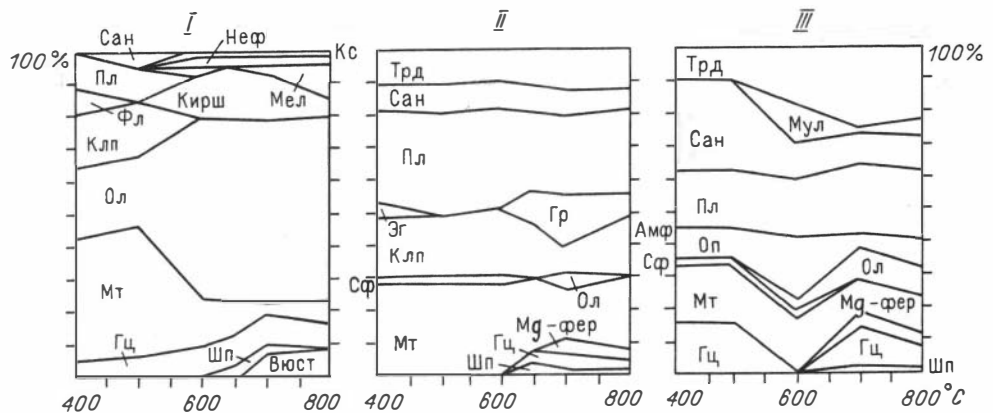 I II III
100% Сан Неф Кс
Пл Кирш Мел
Фл
Клп
Ол
Мт
Гц Шп Вюст
400 600 800
Трд
Сан
Пл
Эг Гр
Клп
Сф Ол
Мт Mg-фер
Гц
Шп
400 600 800
Трд 100%
Мул
Сан
Пл
Амф Оп
Сф Ол
Мт Mg-фер
Гц Гц Шп
400 600 800 °С